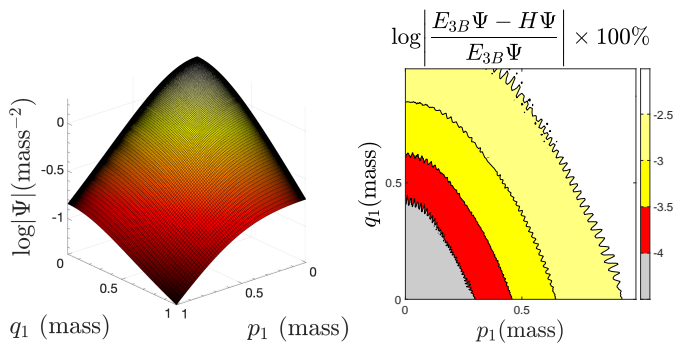 log|Ψ|(mass⁻²)
0
-0.5
-1
0
0.5
1
q₁ (mass)
1
0.5
0
p₁ (mass)
log|(E₃BΨ − HΨ)/(E₃BΨ)| × 100%
q₁(mass)
0.5
0
0
0.5
p₁(mass)
-2.5
-3
-3.5
-4